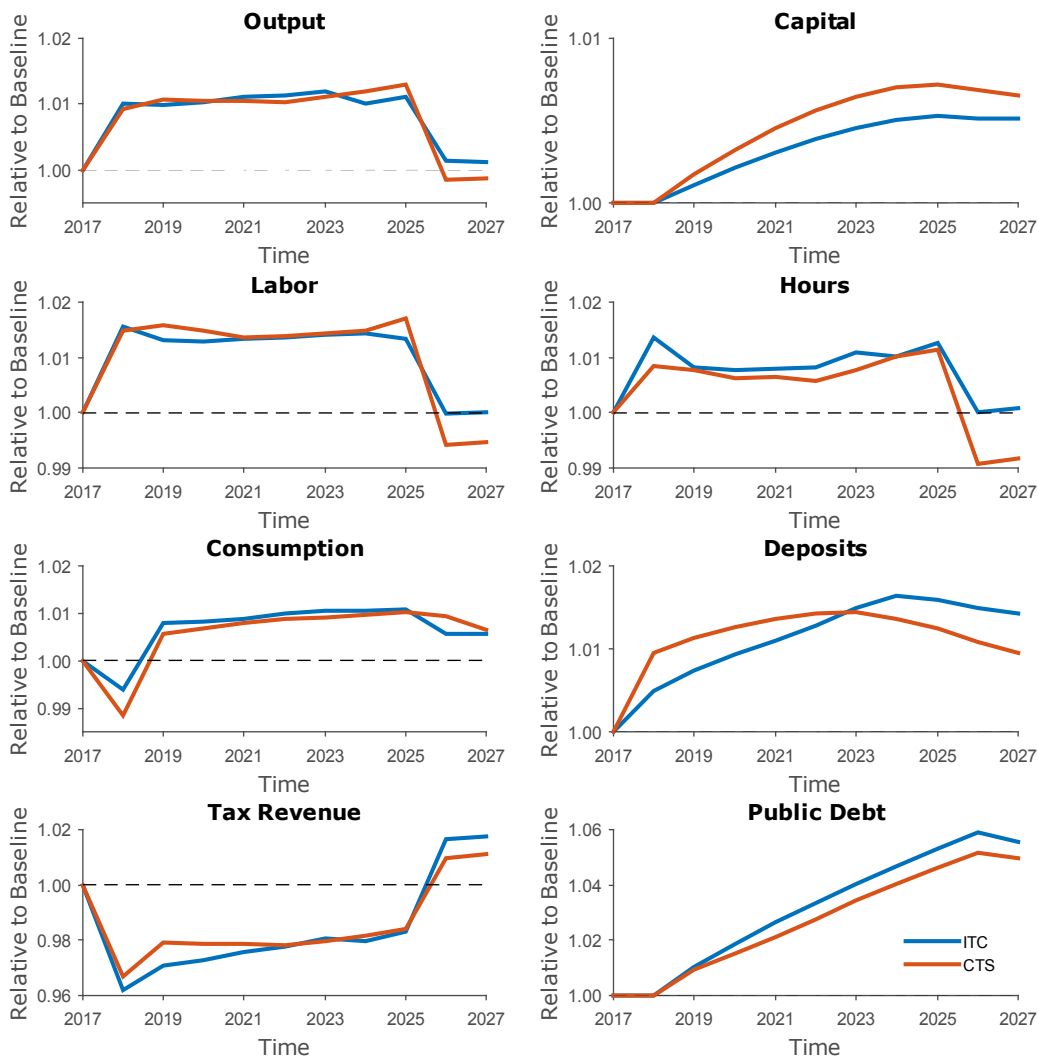 Output
Relative to Baseline
1.02
1.01
1.00
2017 2019 2021 2023 2025 2027
Time
Capital
Relative to Baseline
1.01
1.00
2017 2019 2021 2023 2025 2027
Time
Labor
Relative to Baseline
1.02
1.01
1.00
0.99
2017 2019 2021 2023 2025 2027
Time
Hours
Relative to Baseline
1.02
1.01
1.00
0.99
2017 2019 2021 2023 2025 2027
Time
Consumption
Relative to Baseline
1.02
1.01
1.00
0.99
2017 2019 2021 2023 2025 2027
Time
Deposits
Relative to Baseline
1.02
1.01
1.00
2017 2019 2021 2023 2025 2027
Time
Tax Revenue
Relative to Baseline
1.02
1.00
0.98
0.96
2017 2019 2021 2023 2025 2027
Time
Public Debt
Relative to Baseline
1.06
1.04
1.02
1.00
ITC
CTS
2017 2019 2021 2023 2025 2027
Time